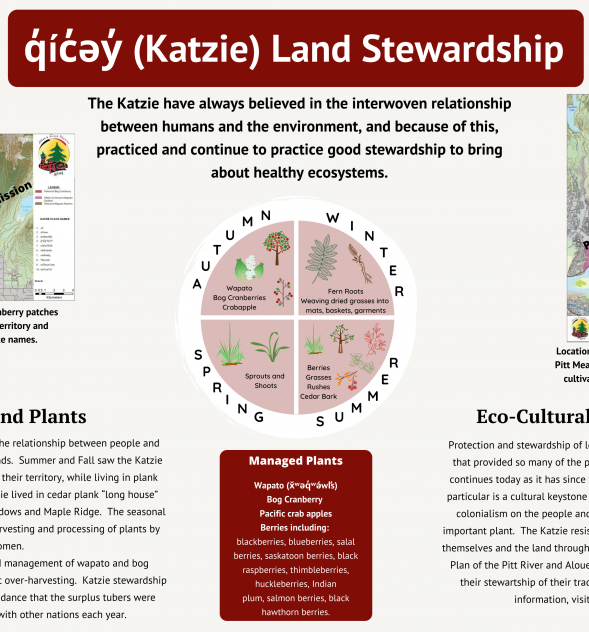 q̓íc̓əy̓ (Katzie) Land Stewardship
The Katzie have always believed in the interwoven relationship
between humans and the environment, and because of this,
practiced and continue to practice good stewardship to bring
about healthy ecosystems.
ission
LEGEND
KATZIE PLACE NAMES
Kilometers
nberry patches
erritory and
e names.
AUTUMN
Wapato
Bog Cranberries
Crabapple
WINTER
Fern Roots
Weaving dried grasses into
mats, baskets, garments
SPRING
Sprouts and
Shoots
SUMMER
Berries
Grasses
Rushes
Cedar Bark
P
Location
Pitt Mea
cultiva
nd Plants
he relationship between people and
nds.  Summer and Fall saw the Katzie
their territory, while living in plank
ie lived in cedar plank “long house”
dows and Maple Ridge.  The seasonal
rvesting and processing of plants by
omen.
l management of wapato and bog
t over-harvesting.  Katzie stewardship
dance that the surplus tubers were
with other nations each year.
Managed Plants
Bog Cranberry
Pacific crab apples
Berries including:
blackberries, blueberries, salal
berries, saskatoon berries, black
raspberries, thimbleberries,
huckleberries, Indian
plum, salmon berries, black
hawthorn berries.
Eco-Cultural
Protection and stewardship of l
that provided so many of the p
continues today as it has since
particular is a cultural keystone
colonialism on the people and
important plant.  The Katzie resis
themselves and the land through
Plan of the Pitt River and Aloue
their stewartship of their trac
information, visit